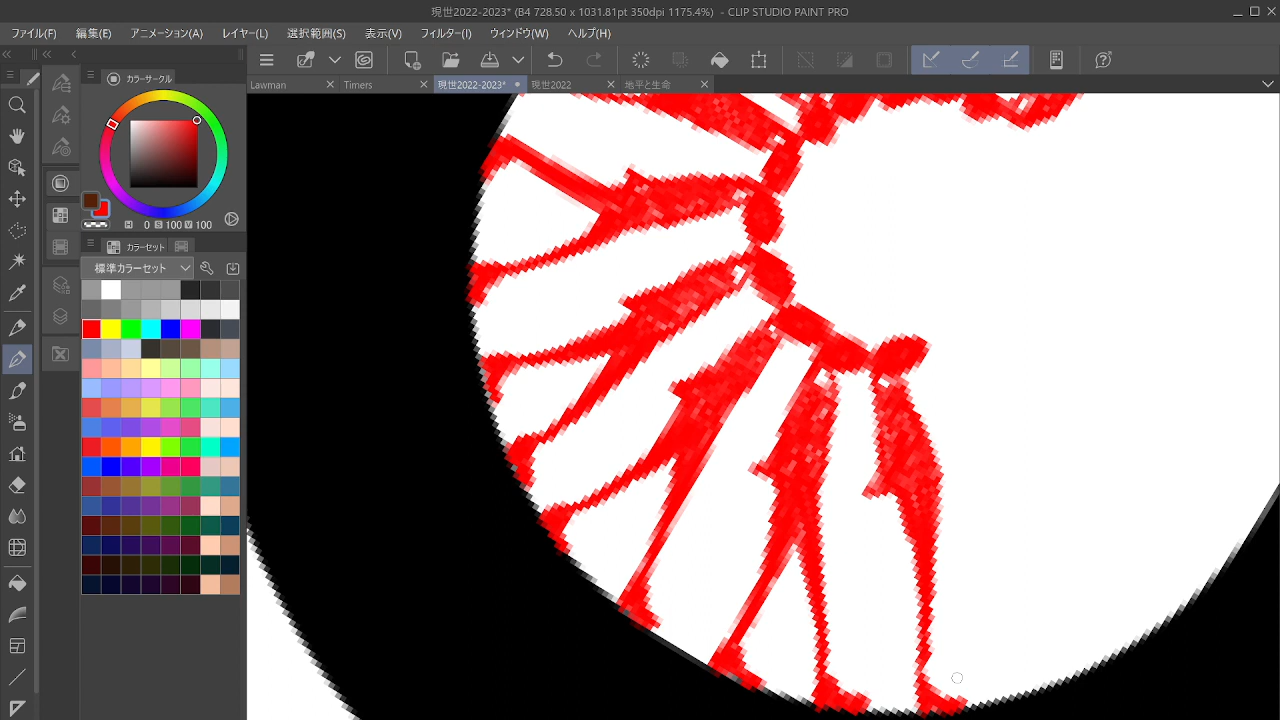 現世2022-2023* (B4 728.50 x 1031.81pt 350dpi 1175.4%) - CLIP STUDIO PAINT PRO
ファイル(F) 編集(E) アニメーション(A) レイヤー(L) 選択範囲(S) 表示(V) フィルター(I) ウィンドウ(W) ヘルプ(H)
カラーサークル
Lawman Timers 現世2022-2023* 現世2022 地平と生命
H 0 S 100 V 100
カラーセット
標準カラーセット